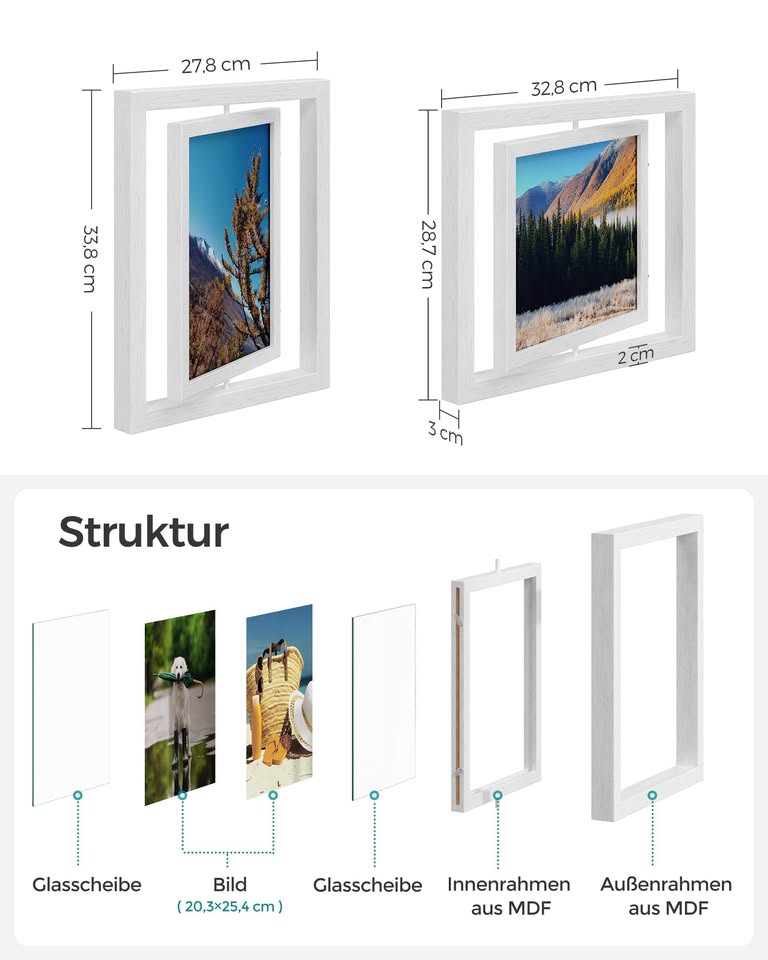 27,8 cm
32,8 cm
33,8 cm
28,7 cm
2 cm
3 cm
Struktur
Glasscheibe
Bild
( 20,3×25,4 cm )
Glasscheibe
Innenrahmen
aus MDF
Außenrahmen
aus MDF